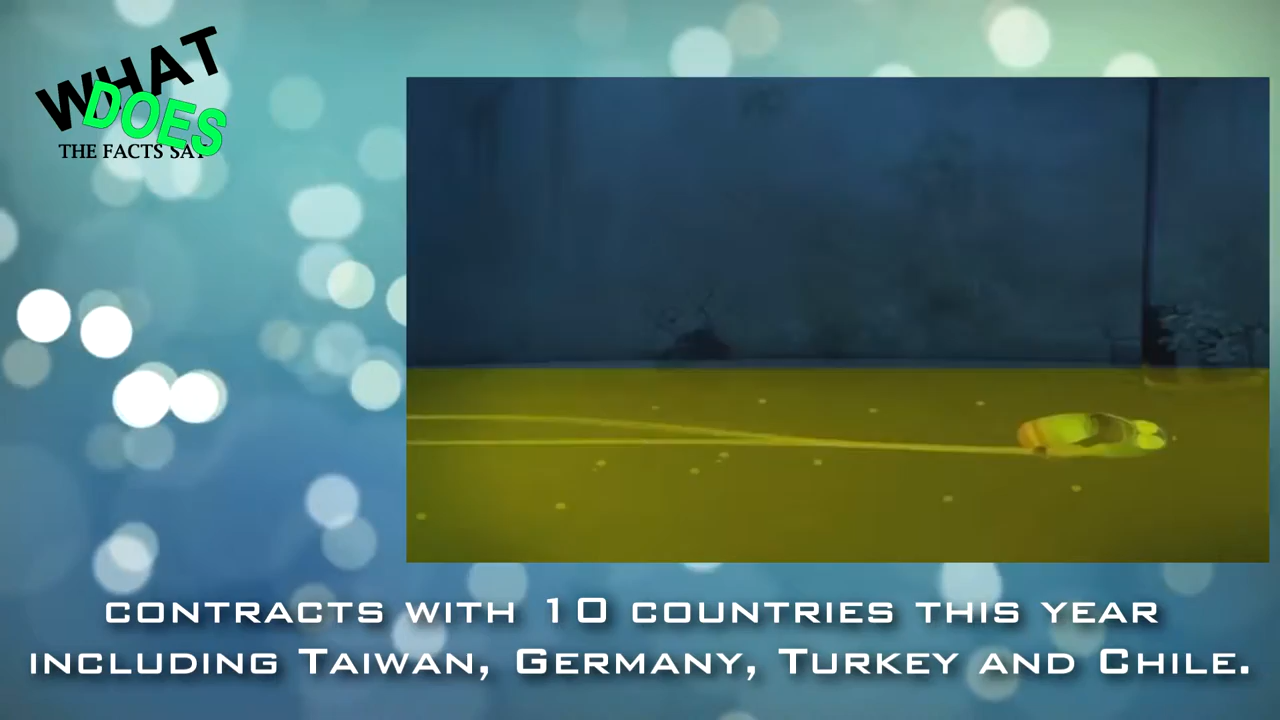 WHAT
DOES
THE FACTS SAY
CONTRACTS WITH 10 COUNTRIES THIS YEAR
INCLUDING TAIWAN, GERMANY, TURKEY AND CHILE.